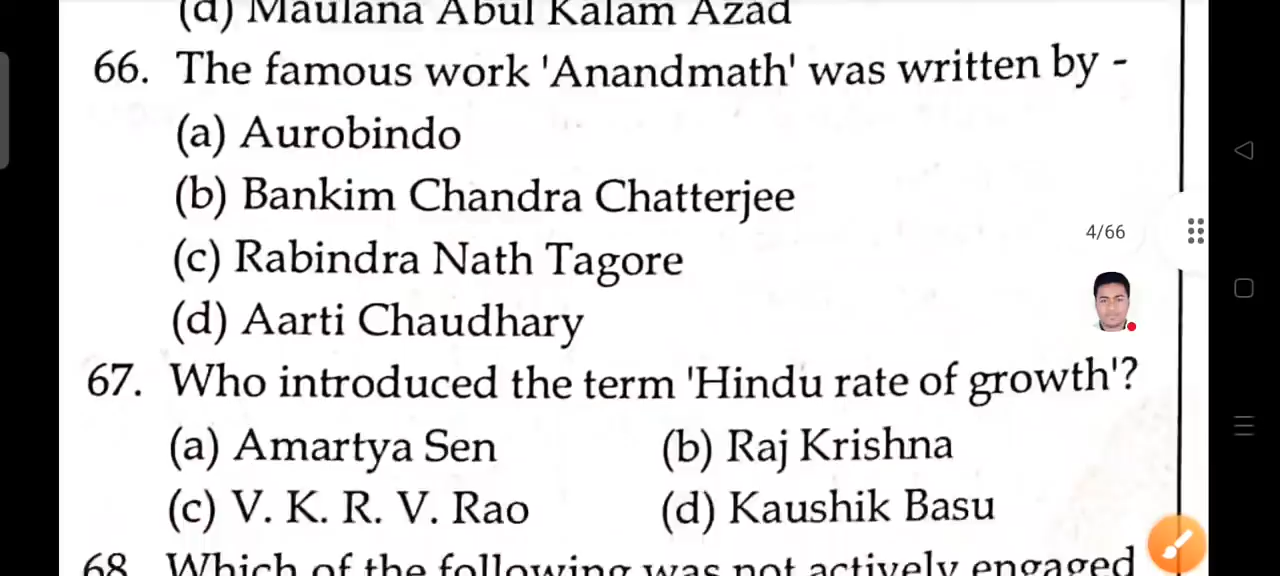 (d) Maulana Abul Kalam Azad
66. The famous work 'Anandmath' was written by -
(a) Aurobindo
(b) Bankim Chandra Chatterjee
4/66
(c) Rabindra Nath Tagore
(d) Aarti Chaudhary
67. Who introduced the term 'Hindu rate of growth'?
(a) Amartya Sen (b) Raj Krishna
(c) V. K. R. V. Rao (d) Kaushik Basu
68 Which of the following was not actively engaged